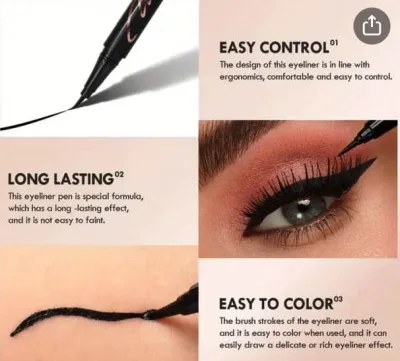 EASY CONTROL01
The design of this eyeliner is in line with
ergonomics, comfortable and easy to control.
LONG LASTING02
This eyeliner pen is special formula,
which has a long -lasting effect,
and it is not easy to faint.
EASY TO COLOR03
The brush strokes of the eyeliner are soft,
and it is easy to color when used, and it can
easily draw a delicate or rich eyeliner effect.